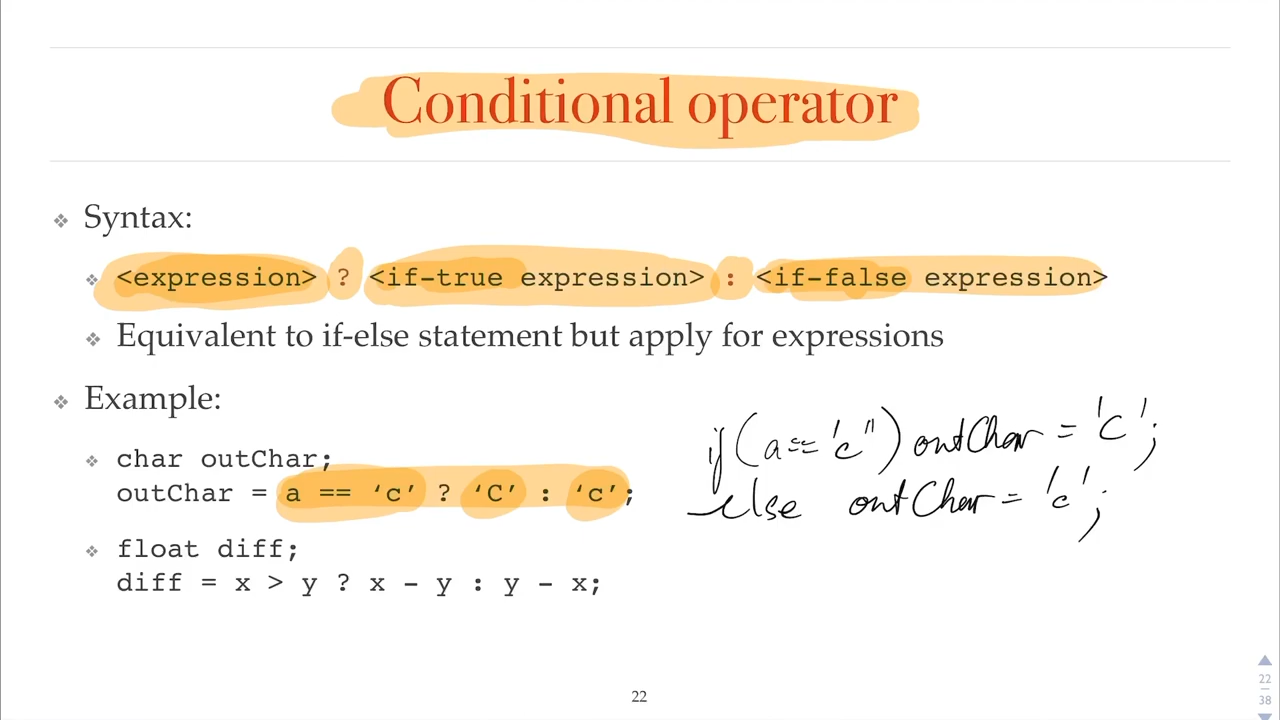 Conditional operator
Syntax:
<expression> ? <if-true expression> : <if-false expression>
Equivalent to if-else statement but apply for expressions
Example:
char outChar;
outChar = a == ‘c’ ? ‘C’ : ‘c’;
if (a == 'c'') outChar = 'C';
else outChar = 'c';
float diff;
diff = x > y ? x - y : y - x;
22
22
38